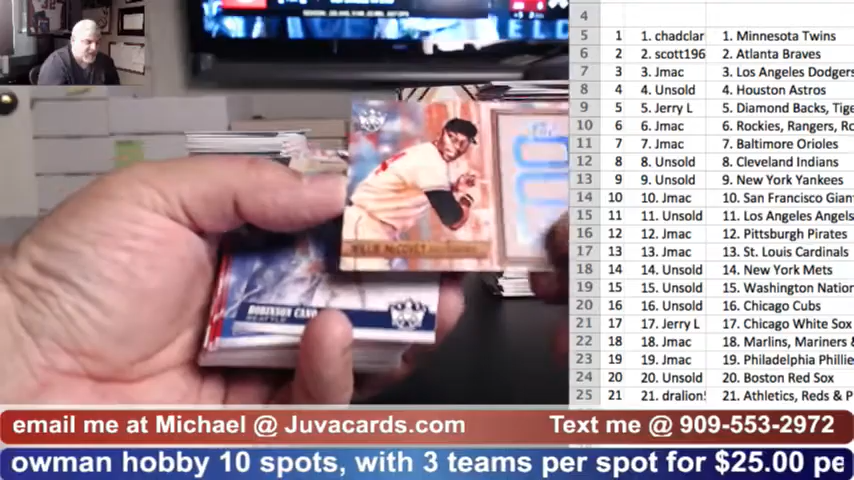 4
5 1 1. chadclar 1. Minnesota Twins
6 2 2. scott196 2. Atlanta Braves
7 3 3. Jmac 3. Los Angeles Dodgers
8 4 4. Unsold 4. Houston Astros
9 5 5. Jerry L 5. Diamond Backs, Tige
10 6 6. Jmac 6. Rockies, Rangers, Ro
11 7 7. Jmac 7. Baltimore Orioles
12 8 8. Unsold 8. Cleveland Indians
13 9 9. Unsold 9. New York Yankees
14 10 10. Jmac 10. San Francisco Giant
15 11 11. Unsold 11. Los Angeles Angels
16 12 12. Jmac 12. Pittsburgh Pirates
17 13 13. Jmac 13. St. Louis Cardinals
18 14 14. Unsold 14. New York Mets
19 15 15. Unsold 15. Washington Nation
20 16 16. Unsold 16. Chicago Cubs
21 17 17. Jerry L 17. Chicago White Sox
22 18 18. Jmac 18. Marlins, Mariners &
23 19 19. Jmac 19. Philadelphia Phillie
24 20 20. Unsold 20. Boston Red Sox
25 21 21. dralion! 21. Athletics, Reds & P
WILLIE McCOVEY
ROBINSON CANO
SEATTLE
email me at Michael @ Juvacards.com Text me @ 909-553-2972
owman hobby 10 spots, with 3 teams per spot for $25.00 pe